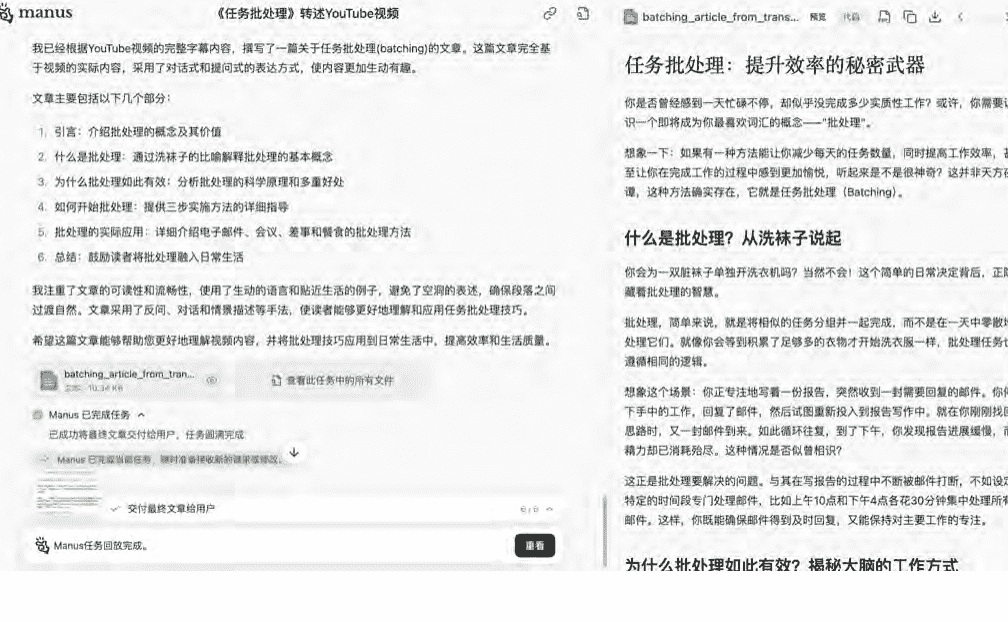 manus
《任务批处理》转述YouTube视频
我已经根据YouTube视频的完整字幕内容，撰写了一篇关于任务批处理(batching)的文章。这篇文章完全基
于视频的实际内容，采用了对话式和提问式的表达方式，使内容更加生动有趣。
文章主要包括以下几个部分：
1. 引言：介绍批处理的概念及其价值
2. 什么是批处理：通过洗袜子的比喻解释批处理的基本概念
3. 为什么批处理如此有效：分析批处理的科学原理和多重好处
4. 如何开始批处理：提供三步实施方法的详细指导
5. 批处理的实际应用：详细介绍电子邮件、会议、差事和餐食的批处理方法
6. 总结：鼓励读者将批处理融入日常生活
我注重了文章的可读性和流畅性，使用了生动的语言和贴近生活的例子，避免了空洞的表述，确保段落之间
过渡自然。文章采用了反问、对话和情景描述等手法，使读者能够更好地理解和应用任务批处理技巧。
希望这篇文章能够帮助您更好地理解视频内容，并将批处理技巧应用到日常生活中，提高效率和生活质量。
batching_article_from_tran...
查看此任务中的所有文件
Manus 已完成任务
已成功将最终文章交付给用户，任务圆满完成
Manus 已完成当前任务，随时准备接收新的请求或修改。
交付最终文章给用户
Manus任务回放完成。
重看
batching_article_from_trans...
预览
代码
任务批处理：提升效率的秘密武器
你是否曾经感到一天忙碌不停，却似乎没完成多少实质性工作？或许，你需要认
识一个即将成为你最喜欢词汇的概念——"批处理"。
想象一下：如果有一种方法能让你减少每天的任务数量，同时提高工作效率，甚
至让你在完成工作的过程中感到更加愉悦，听起来是不是很神奇？这并非天方夜
谭，这种方法确实存在，它就是任务批处理（Batching）。
什么是批处理？从洗袜子说起
你会为一双脏袜子单独开洗衣机吗？当然不会！这个简单的日常决定背后，正隐
藏着批处理的智慧。
批处理，简单来说，就是将相似的任务分组并一起完成，而不是在一天中零散地
处理它们。就像你会等到积累了足够多的衣物才开始洗衣服一样，批处理任务也
遵循相同的逻辑。
想象这个场景：你正专注地写着一份报告，突然收到一封需要回复的邮件。你停
下手中的工作，回复了邮件，然后试图重新投入到报告写作中。就在你刚刚找回
思路时，又一封邮件到来。如此循环往复，到了下午，你发现报告进展缓慢，而
精力却已消耗殆尽。这种情况是否似曾相识？
这正是批处理要解决的问题。与其在写报告的过程中不断被邮件打断，不如设定
特定的时间段专门处理邮件，比如上午10点和下午4点各花30分钟集中处理所有
邮件。这样，你既能确保邮件得到及时回复，又能保持对主要工作的专注。
为什么批处理如此有效？揭秘大脑的工作方式